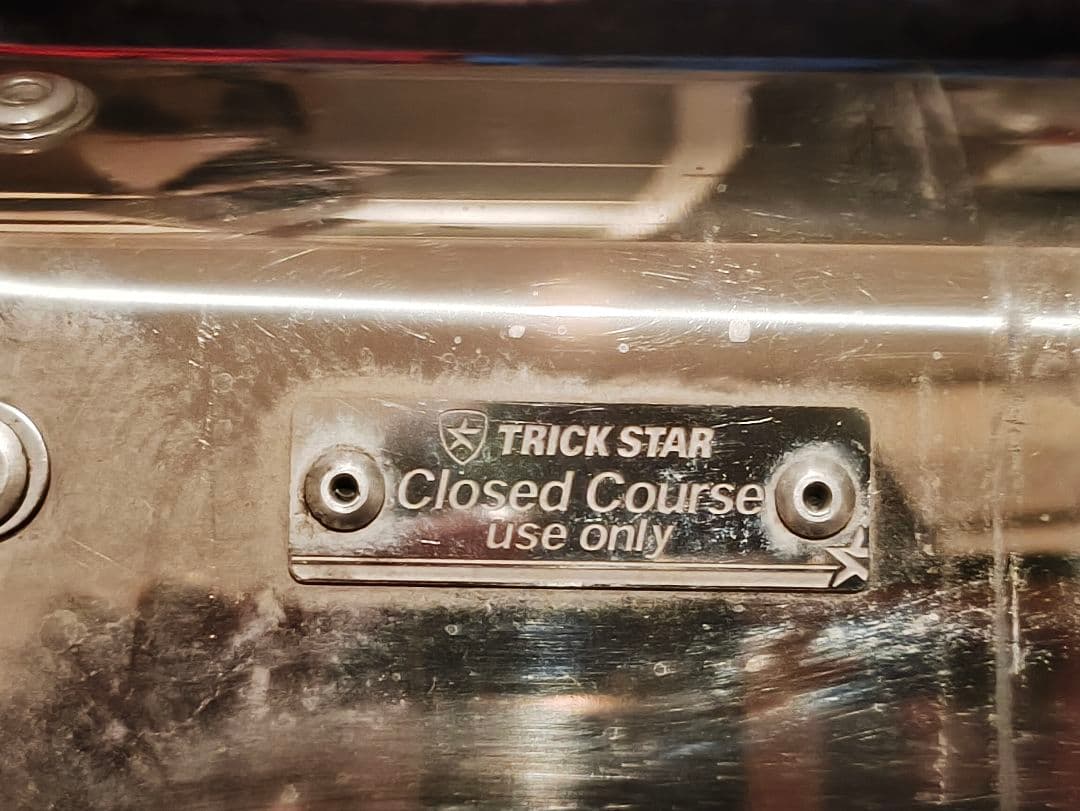 TRICK STAR
Closed Course
use only